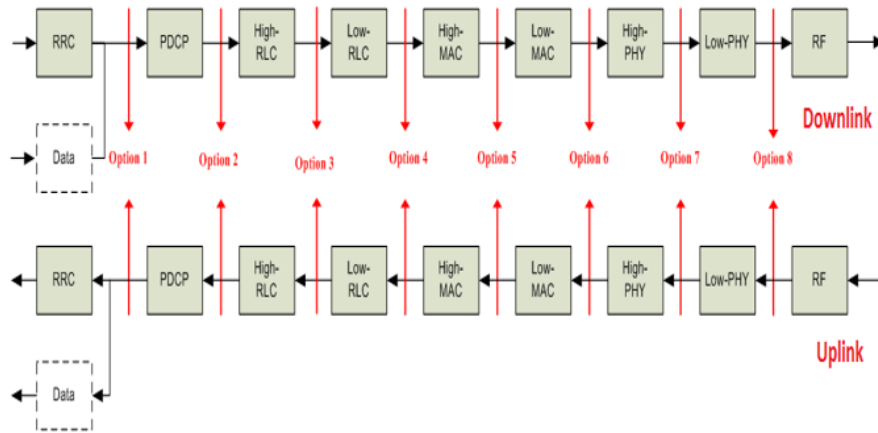 RRC
PDCP
High-
RLC
Low-
RLC
High-
MAC
Low-
MAC
High-
PHY
Low-PHY
RF
Downlink
Data
Option 1
Option 2
Option 3
Option 4
Option 5
Option 6
Option 7
Option 8
RRC
PDCP
High-
RLC
Low-
RLC
High-
MAC
Low-
MAC
High-
PHY
Low-PHY
RF
Uplink
Data